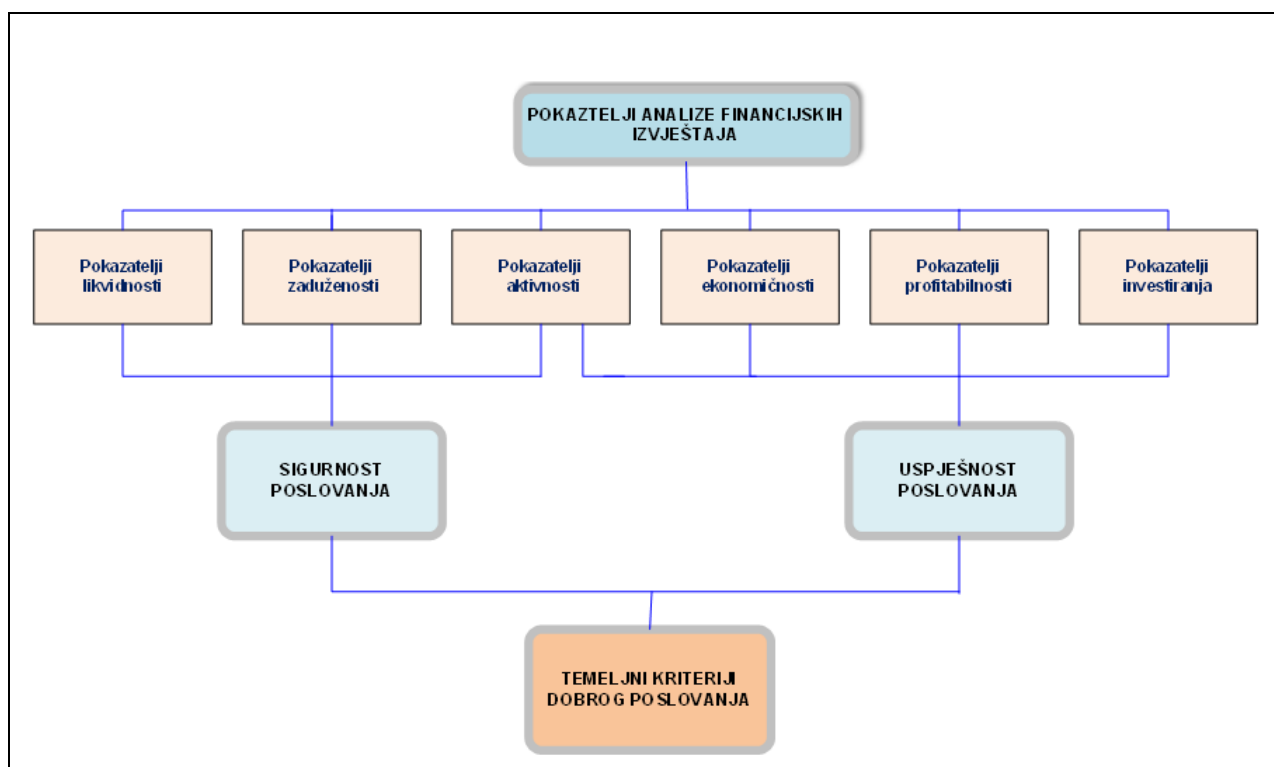 POKAZTELJI ANALIZE FINANCIJSKIH
IZVJEŠTAJA
Pokazatelji
likvidnosti
Pokazatelji
zaduženosti
Pokazatelji
aktivnosti
Pokazatelji
ekonomičnosti
Pokazatelji
profitabilnosti
Pokazatelji
investiranja
SIGURNOST
POSLOVANJA
USPJEŠNOST
POSLOVANJA
TEMELJNI KRITERIJI
DOBROG POSLOVANJA